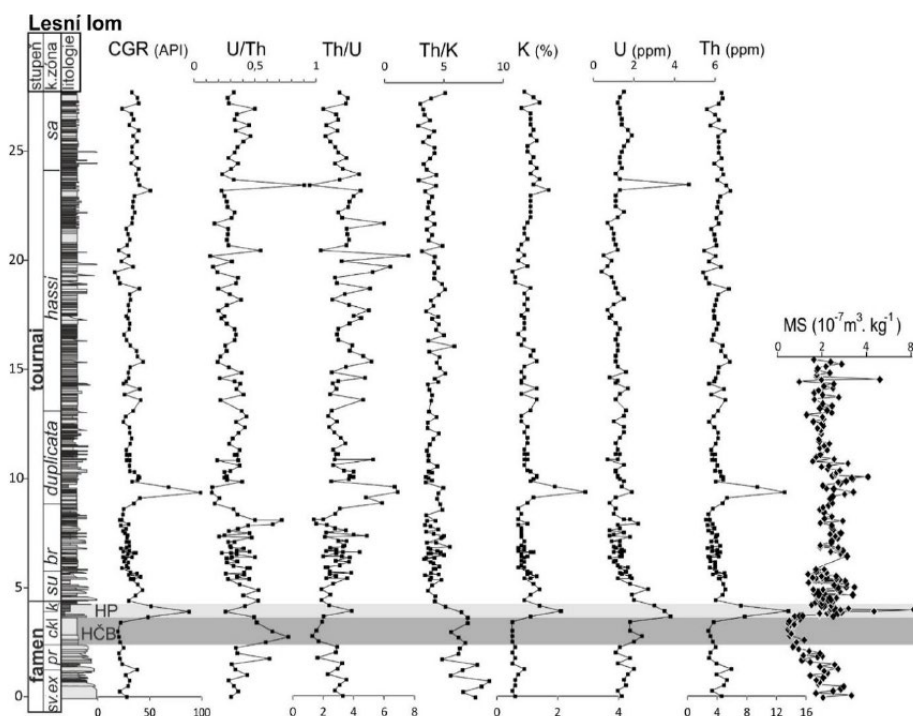 Lesní lom
stupeň
k.zóna
litologie
CGR (API)
U/Th
Th/U
Th/K
K (%)
U (ppm)
Th (ppm)
0 0,5 1
0 5 10
0 2 4
0 2 4 6
25
20
15
10
5
0
sa
hassi
duplicata
br
su
k
ckl
pr
ex
sv.
tournai
famen
HP
HČB
MS (10⁻⁷m³. kg⁻¹)
0 2 4 6 8
0 50 100
0 2 4 6 8
0 2 4 6
0 4 8 12 16